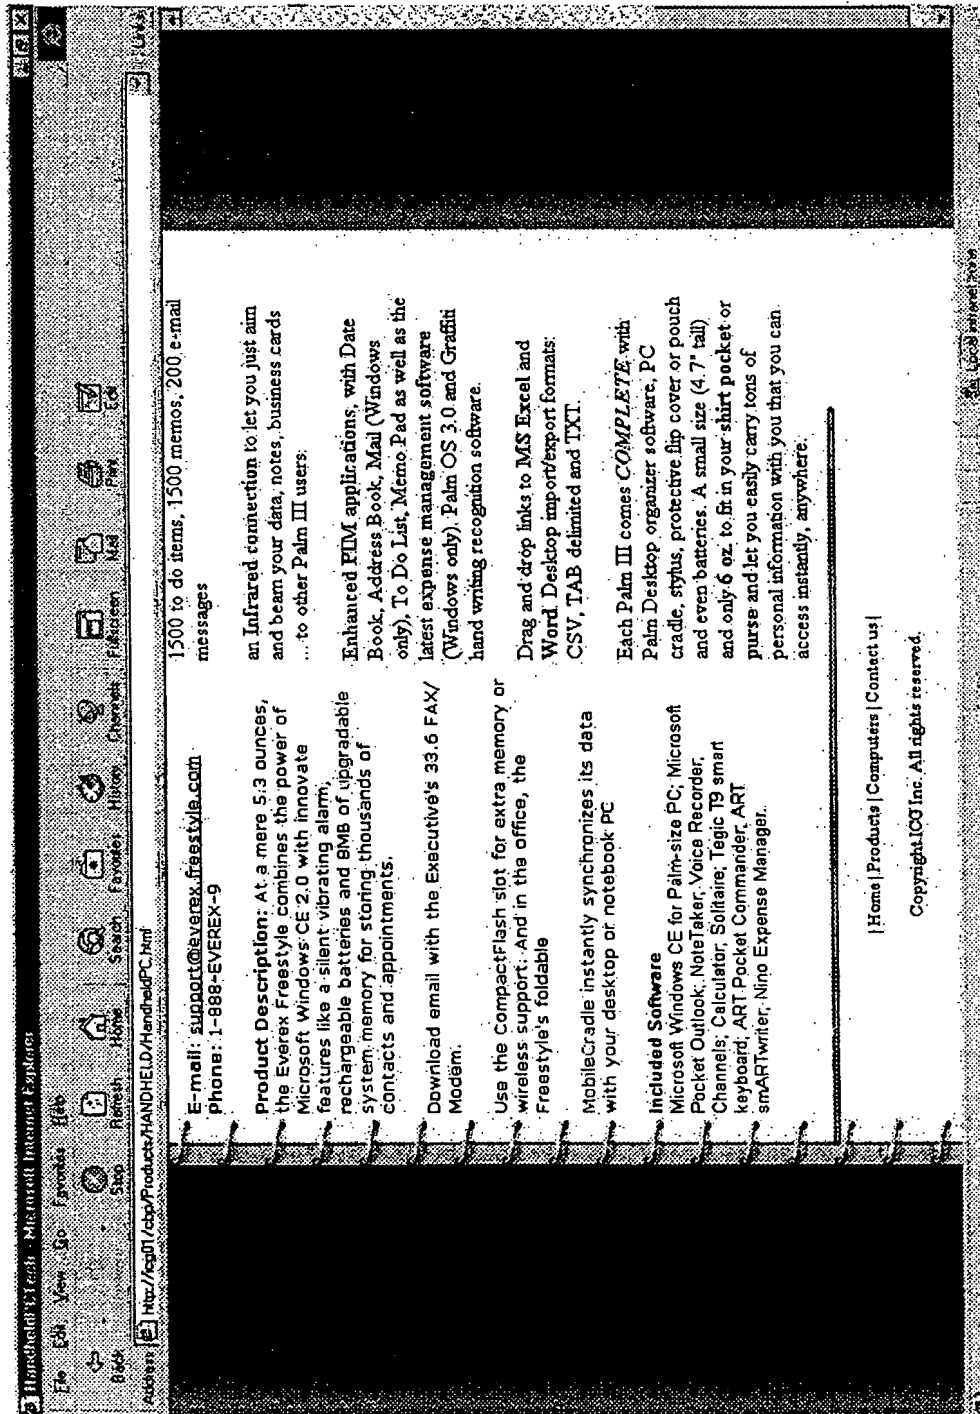 HandheldPCTech - Microsoft Internet Explorer
File Edit View Go Favorites Help
Back Stop Refresh Home Search Favorites History Channels Fullscreen Mail Print Edit
Address http://icg01/cbp/Products/HANDHELD/HandheldPC.html
Links
E-mail: support@everex.freestyle.com
Phone: 1-888-EVEREX-9
Product Description: At a mere 5.3 ounces,
the Everex Freestyle combines the power of
Microsoft Windows CE 2.0 with innovate
features like a silent vibrating alarm,
rechargeable batteries and 8MB of upgradable
system memory for storing thousands of
contacts and appointments.
Download email with the Executive's 33.6 FAX/
Modem.
Use the CompactFlash slot for extra memory or
wireless support. And in the office, the
Freestyle's foldable
MobileCradle instantly synchronizes its data
with your desktop or notebook PC
Included Software
Microsoft Windows CE for Palm-size PC; Microsoft
Pocket Outlook; NoteTaker; Voice Recorder;
Channels; Calculator; Solitaire; Tegic T9 smart
keyboard; ART Pocket Commander; ART
smARTwriter; Nino Expense Manager.
1500 to do items, 1500 memos, 200 e-mail
messages
an Infrared connection to let you just aim
and beam your data, notes, business cards
...to other Palm III users.
Enhanced PIM applications, with Date
Book, Address Book, Mail (Windows
only), To Do List, Memo Pad as well as the
latest expense management software
(Windows only). Palm OS 3.0 and Graffiti
hand writing recognition software.
Drag and drop links to MS Excel and
Word. Desktop import/export formats:
CSV, TAB delimited and TXT.
Each Palm III comes COMPLETE with
Palm Desktop organizer software, PC
cradle, stylus, protective flip cover or pouch
and even batteries. A small size (4.7" tall)
and only 6 oz. to fit in your shirt pocket or
purse and let you easily carry tons of
personal information with you that you can
access instantly, anywhere.
| Home | Products | Computers | Contact us |
Copyright ICG Inc. All rights reserved.
Local intranet zone